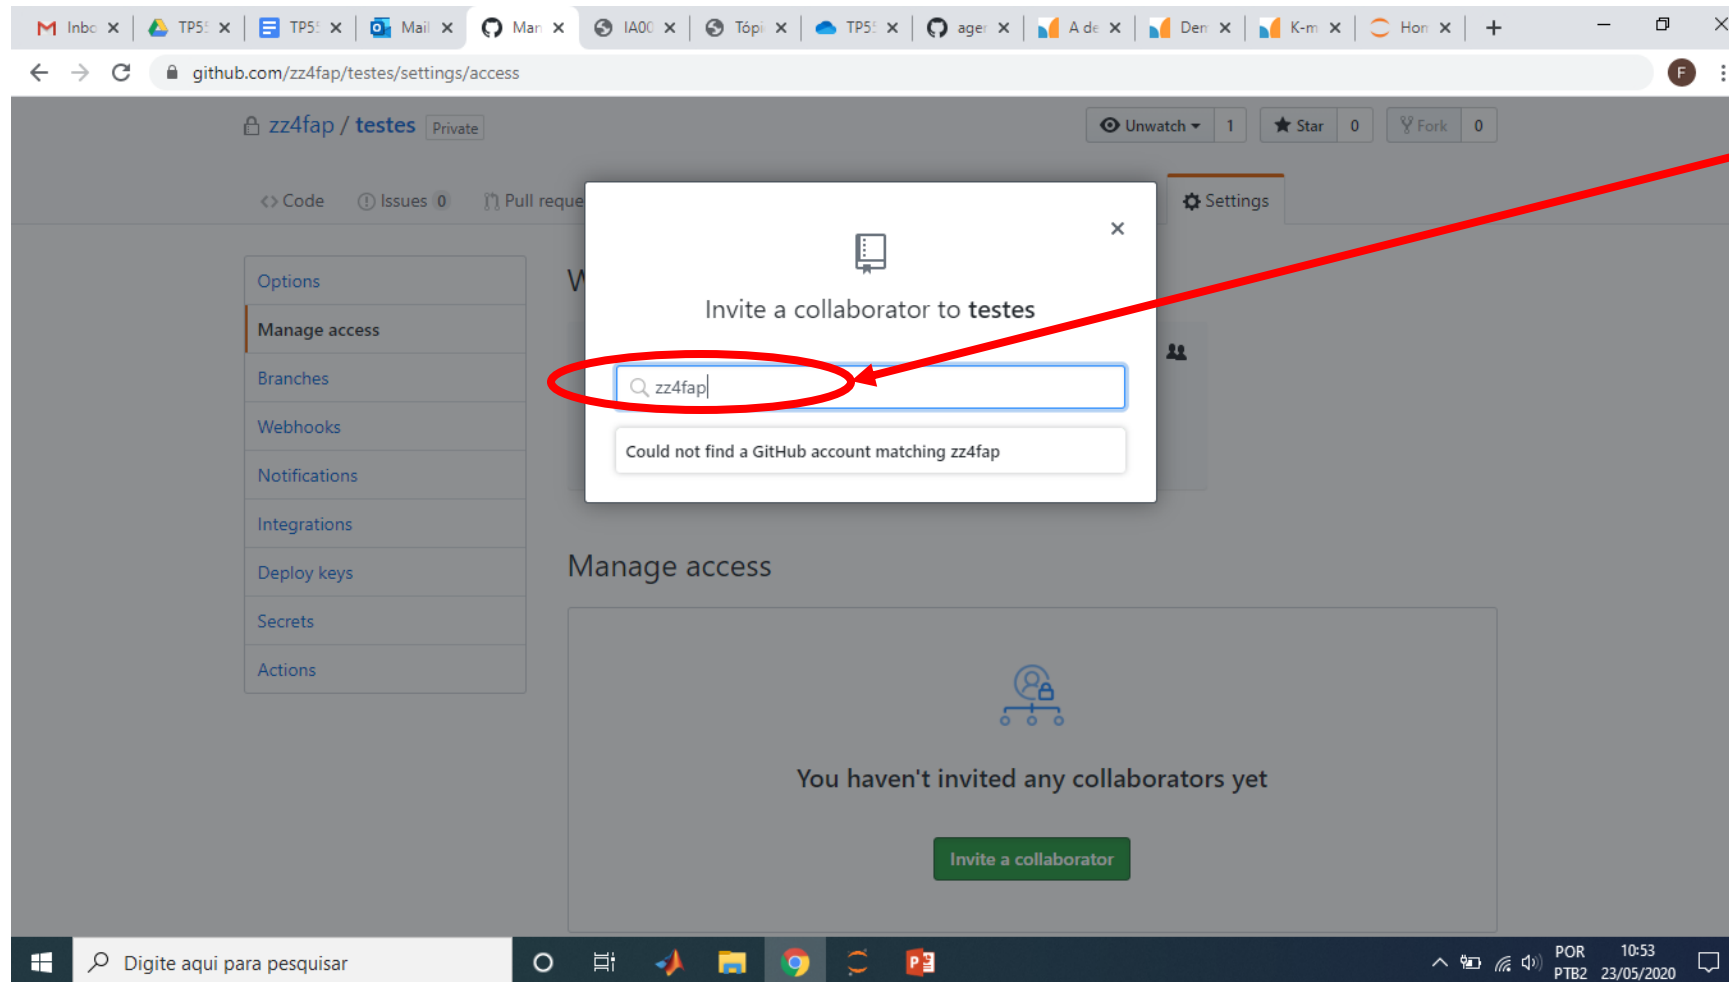 Inbo TP5 TP5 Mail Man IA00 Tópi TP5 ager A de Dem K-m Hom
github.com/zz4fap/testes/settings/access F
zz4fap / testes Private
Unwatch 1 Star 0 Fork 0
Code Issues 0 Pull reque Settings
Invite a collaborator to testes
zz4fap
Could not find a GitHub account matching zz4fap
Options
Manage access
Branches
Webhooks
Notifications
Integrations
Deploy keys
Secrets
Actions
W
Manage access
You haven't invited any collaborators yet
Invite a collaborator
Digite aqui para pesquisar
POR 10:53
PTB2 23/05/2020